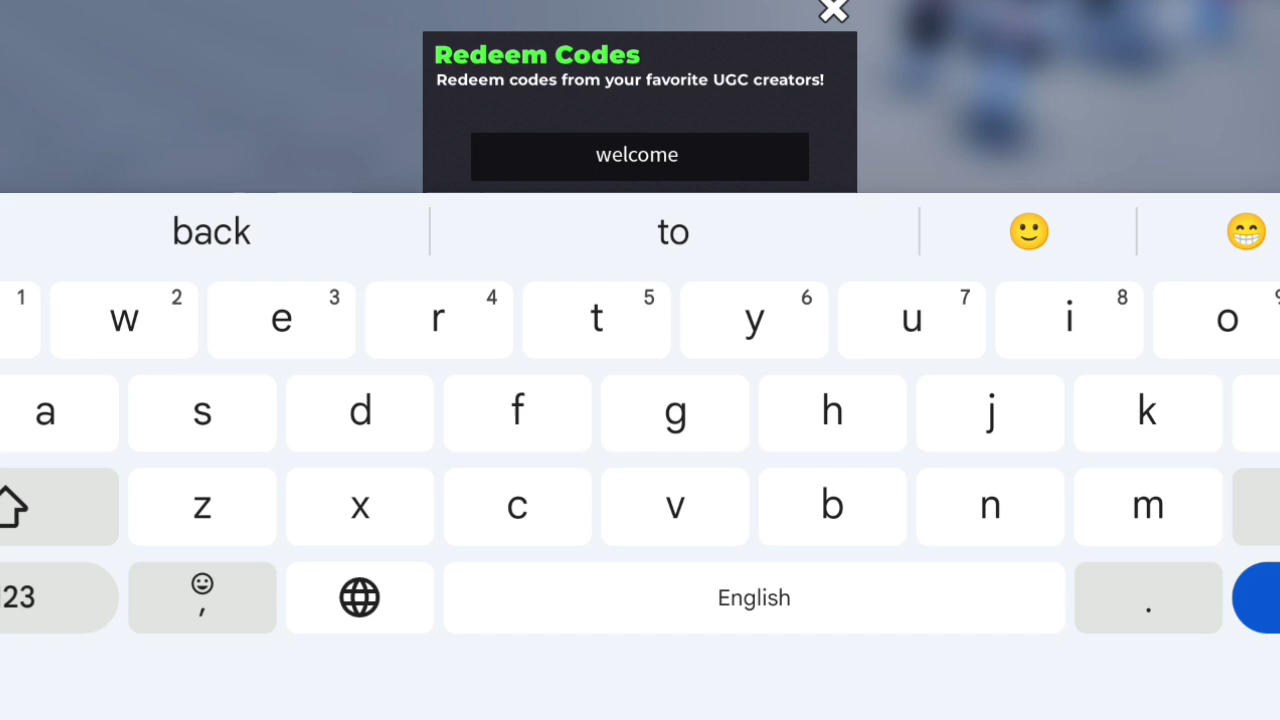 Redeem Codes
Redeem codes from your favorite UGC creators!
welcome
back to
1 2 3 4 5 6 7 8
w e r t y u i o
a s d f g h j k
z x c v b n m
23 , English .